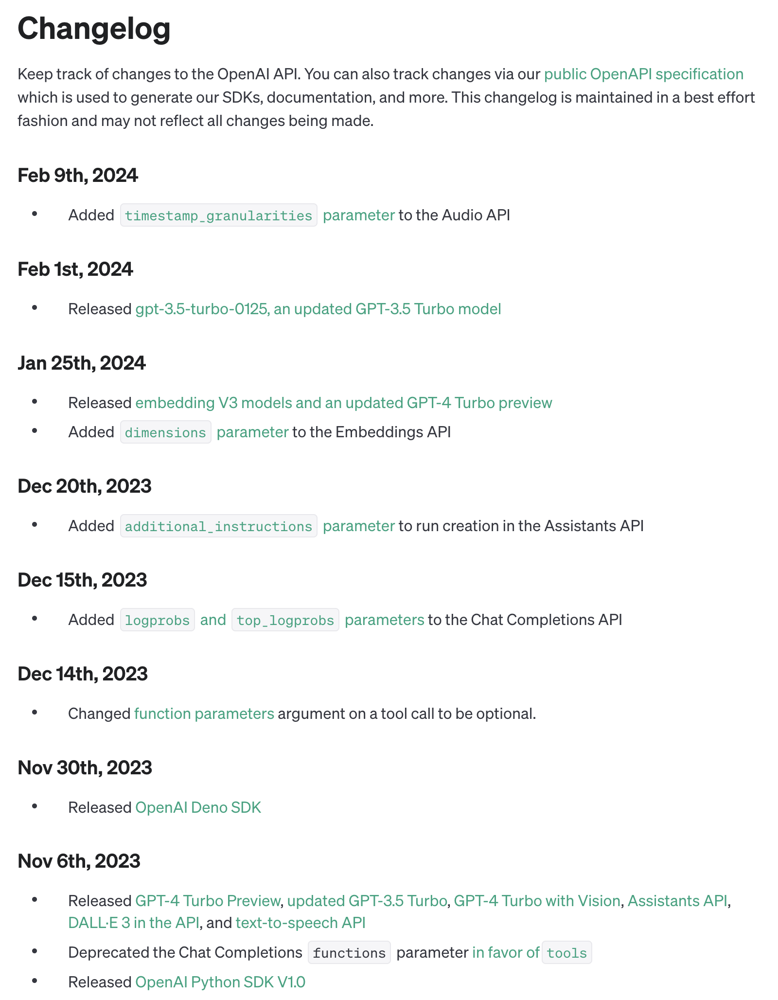 Changelog
Keep track of changes to the OpenAI API. You can also track changes via our public OpenAPI specification
which is used to generate our SDKs, documentation, and more. This changelog is maintained in a best effort
fashion and may not reflect all changes being made.
Feb 9th, 2024
• Added timestamp_granularities parameter to the Audio API
Feb 1st, 2024
• Released gpt-3.5-turbo-0125, an updated GPT-3.5 Turbo model
Jan 25th, 2024
• Released embedding V3 models and an updated GPT-4 Turbo preview
• Added dimensions parameter to the Embeddings API
Dec 20th, 2023
• Added additional_instructions parameter to run creation in the Assistants API
Dec 15th, 2023
• Added logprobs and top_logprobs parameters to the Chat Completions API
Dec 14th, 2023
• Changed function parameters argument on a tool call to be optional.
Nov 30th, 2023
• Released OpenAI Deno SDK
Nov 6th, 2023
• Released GPT-4 Turbo Preview, updated GPT-3.5 Turbo, GPT-4 Turbo with Vision, Assistants API,
DALL·E 3 in the API, and text-to-speech API
• Deprecated the Chat Completions functions parameter in favor of tools
• Released OpenAI Python SDK V1.0